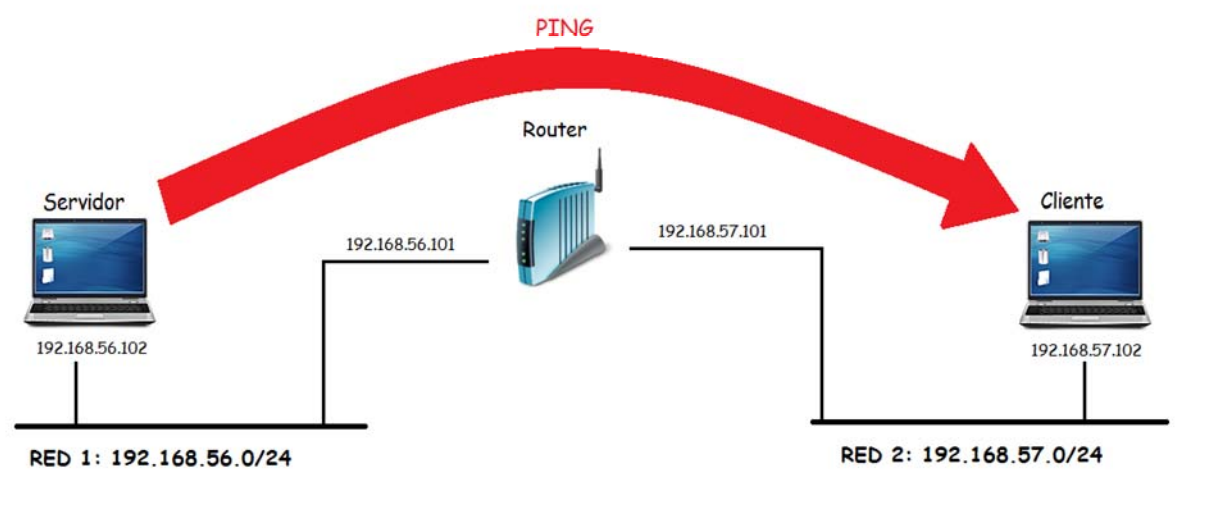 PING
Router
Servidor
Cliente
192.168.56.101
192.168.57.101
192.168.56.102
192.168.57.102
RED 1: 192.168.56.0/24
RED 2: 192.168.57.0/24